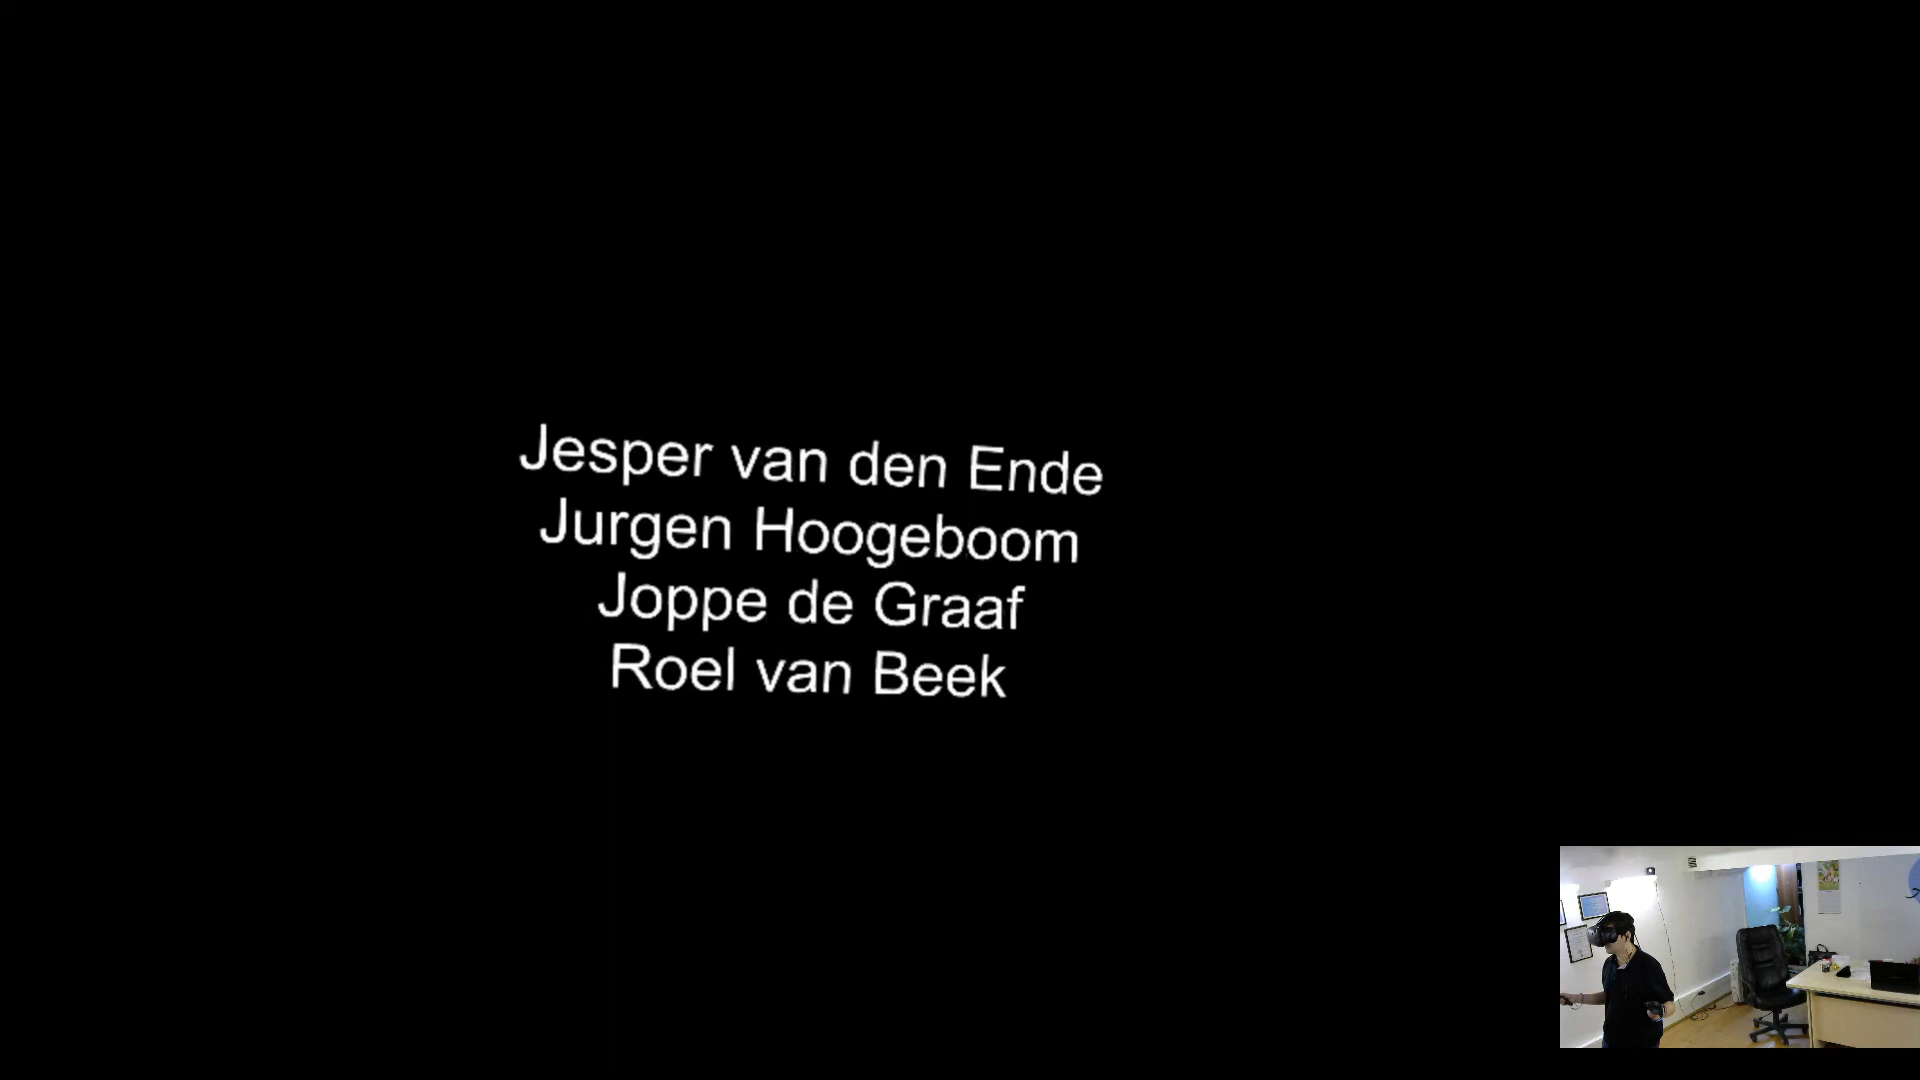 Jesper van den Ende
Jurgen Hoogeboom
Joppe de Graaf
Roel van Beek